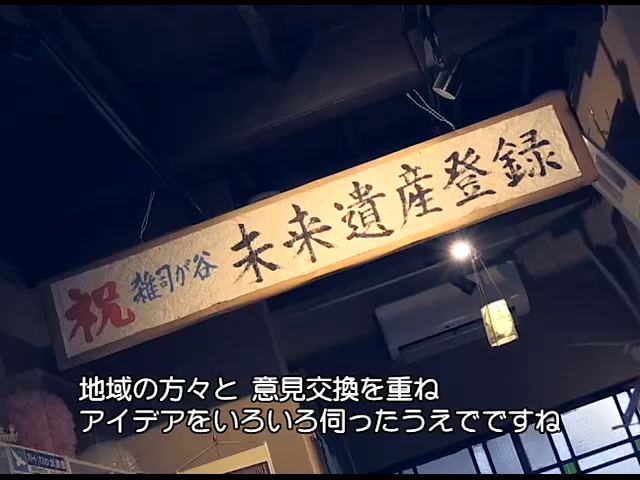 祝 雑司が谷 未来遺産登録
地域の方々と 意見交換を重ね
アイデアをいろいろ伺ったうえでですね